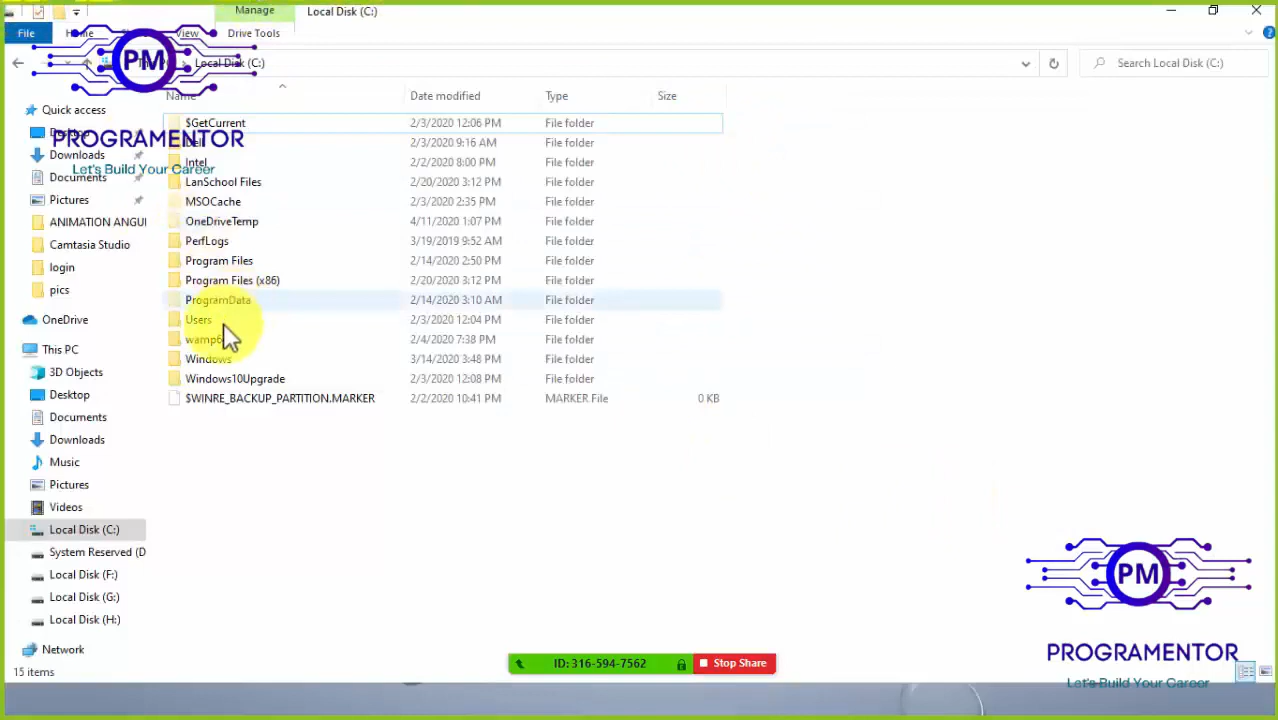 Manage
Local Disk (C:)
File
View
Drive Tools
PM
Local Disk (C:)
Search Local Disk (C:)
PROGRAMENTOR
Let's Build Your Career
Name
Date modified
Type
Size
Quick access
Downloads
Documents
Pictures
ANIMATION ANGU
Camtasia Studio
login
pics
OneDrive
This PC
3D Objects
Desktop
Documents
Downloads
Music
Pictures
Videos
Local Disk (C:)
System Reserved (D
Local Disk (F:)
Local Disk (G:)
Local Disk (H:)
Network
$GetCurrent 2/3/2020 12:06 PM File folder
2/3/2020 9:16 AM File folder
Intel 2/2/2020 8:00 PM File folder
LanSchool Files 2/20/2020 3:12 PM File folder
MSOCache 2/3/2020 2:35 PM File folder
OneDriveTemp 4/11/2020 1:07 PM File folder
PerfLogs 3/19/2019 9:52 AM File folder
Program Files 2/14/2020 2:50 PM File folder
Program Files (x86) 2/20/2020 3:12 PM File folder
ProgramData 2/14/2020 3:10 AM File folder
Users 2/3/2020 12:04 PM File folder
2/4/2020 7:38 PM File folder
Windows 3/14/2020 3:48 PM File folder
Windows10Upgrade 2/3/2020 12:08 PM File folder
$WINRE_BACKUP_PARTITION.MARKER 2/2/2020 10:41 PM MARKER File 0 KB
PM
PROGRAMENTOR
Let's Build Your Career
ID: 316-594-7562
Stop Share
15 items